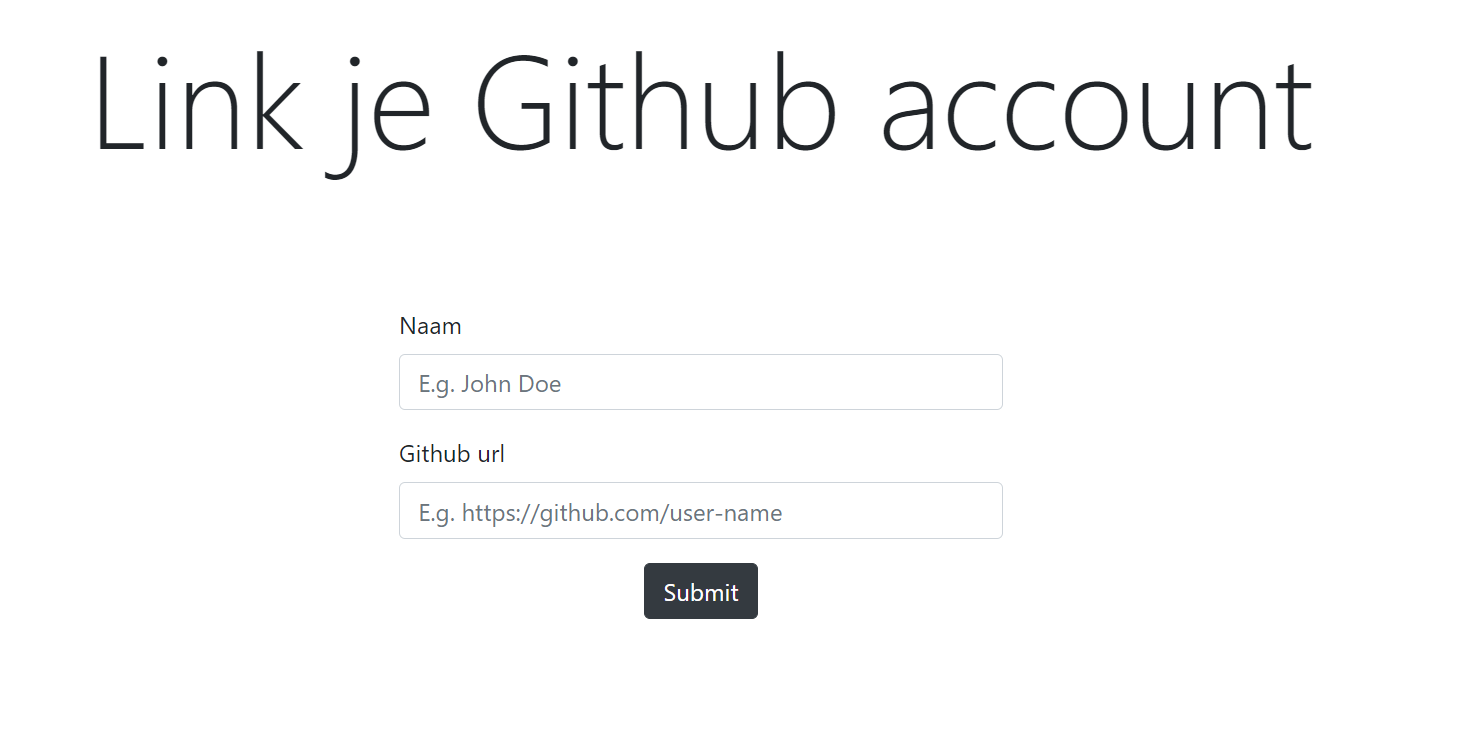 Link je Github account
Naam
E.g. John Doe
Github url
E.g. https://github.com/user-name
Submit